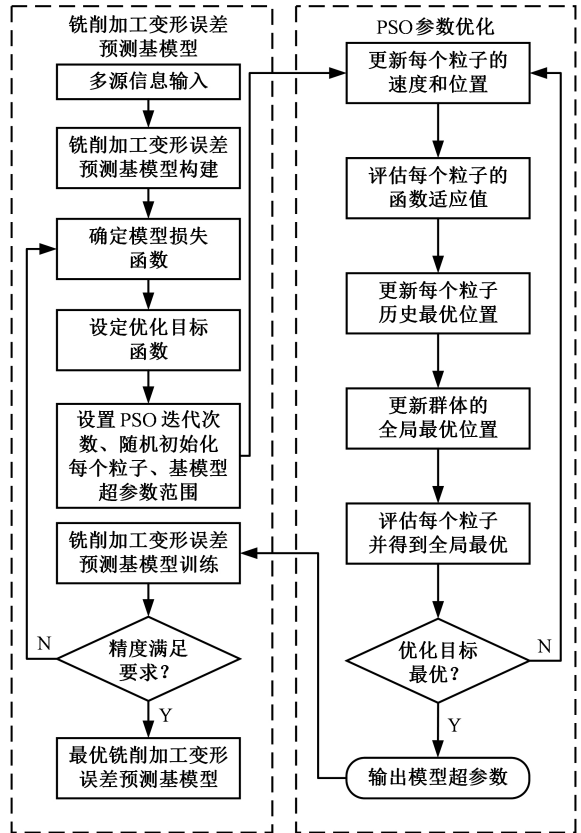 铣削加工变形误差
预测基模型
多源信息输入
铣削加工变形误差
预测基模型构建
确定模型损失
函数
设定优化目标
函数
设置 PSO 迭代次
数、随机初始化
每个粒子、基模型
超参数范围
铣削加工变形误差
预测基模型训练
精度满足
要求?
N
Y
最优铣削加工变形
误差预测基模型
PSO参数优化
更新每个粒子的
速度和位置
评估每个粒子的
函数适应值
更新每个粒子
历史最优位置
更新群体的
全局最优位置
评估每个粒子
并得到全局最优
优化目标
最优?
N
Y
输出模型超参数